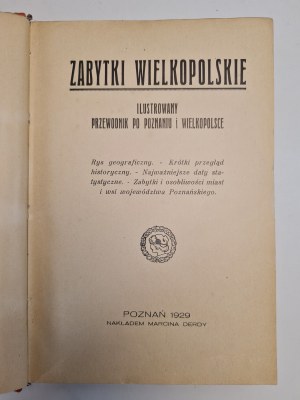 ZABYTKI WIELKOPOLSKIE
ILUSTROWANY
PRZEWODNIK PO POZNANIU I WIELKOPOLSCE
Rys geograficzny. - Krótki przegląd
historyczny. - Najważniejsze daty sta-
tystyczne. - Zabytki i osobliwości miast
i wsi województwa Poznańskiego.
POZNAŃ 1929
NAKŁADEM MARCINA DERDY